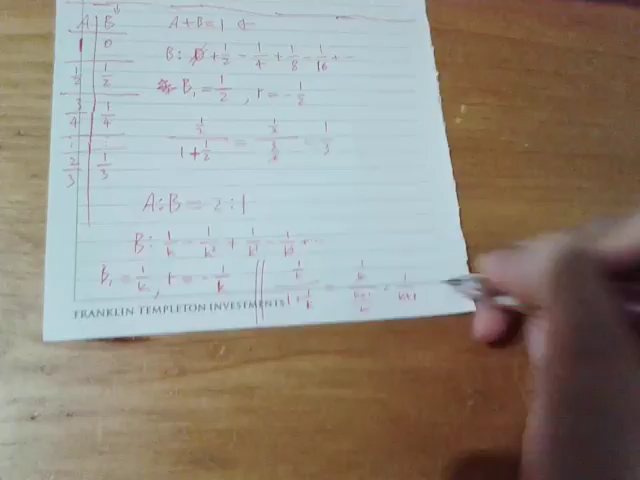 A B A+B=1
1 0
B: 0 + 1/2 - 1/4 + 1/8 - 1/16 + ...
1/2 1/2
B₁ = 1/2 , r = -1/2
3/4 1/4
(1/2)/(1+1/2) = (1/2)/(3/2) = 1/3
⋮ ⋮
2/3 1/3
A:B = 2:1
B: 1/k - 1/k² + 1/k³ -
B₁ = 1/k , r = -1/k (1/k)/(1+1/k) = (1/k)/((k+1)/k) = 1/(k+1)
FRANKLIN TEMPLETON INVESTMENTS